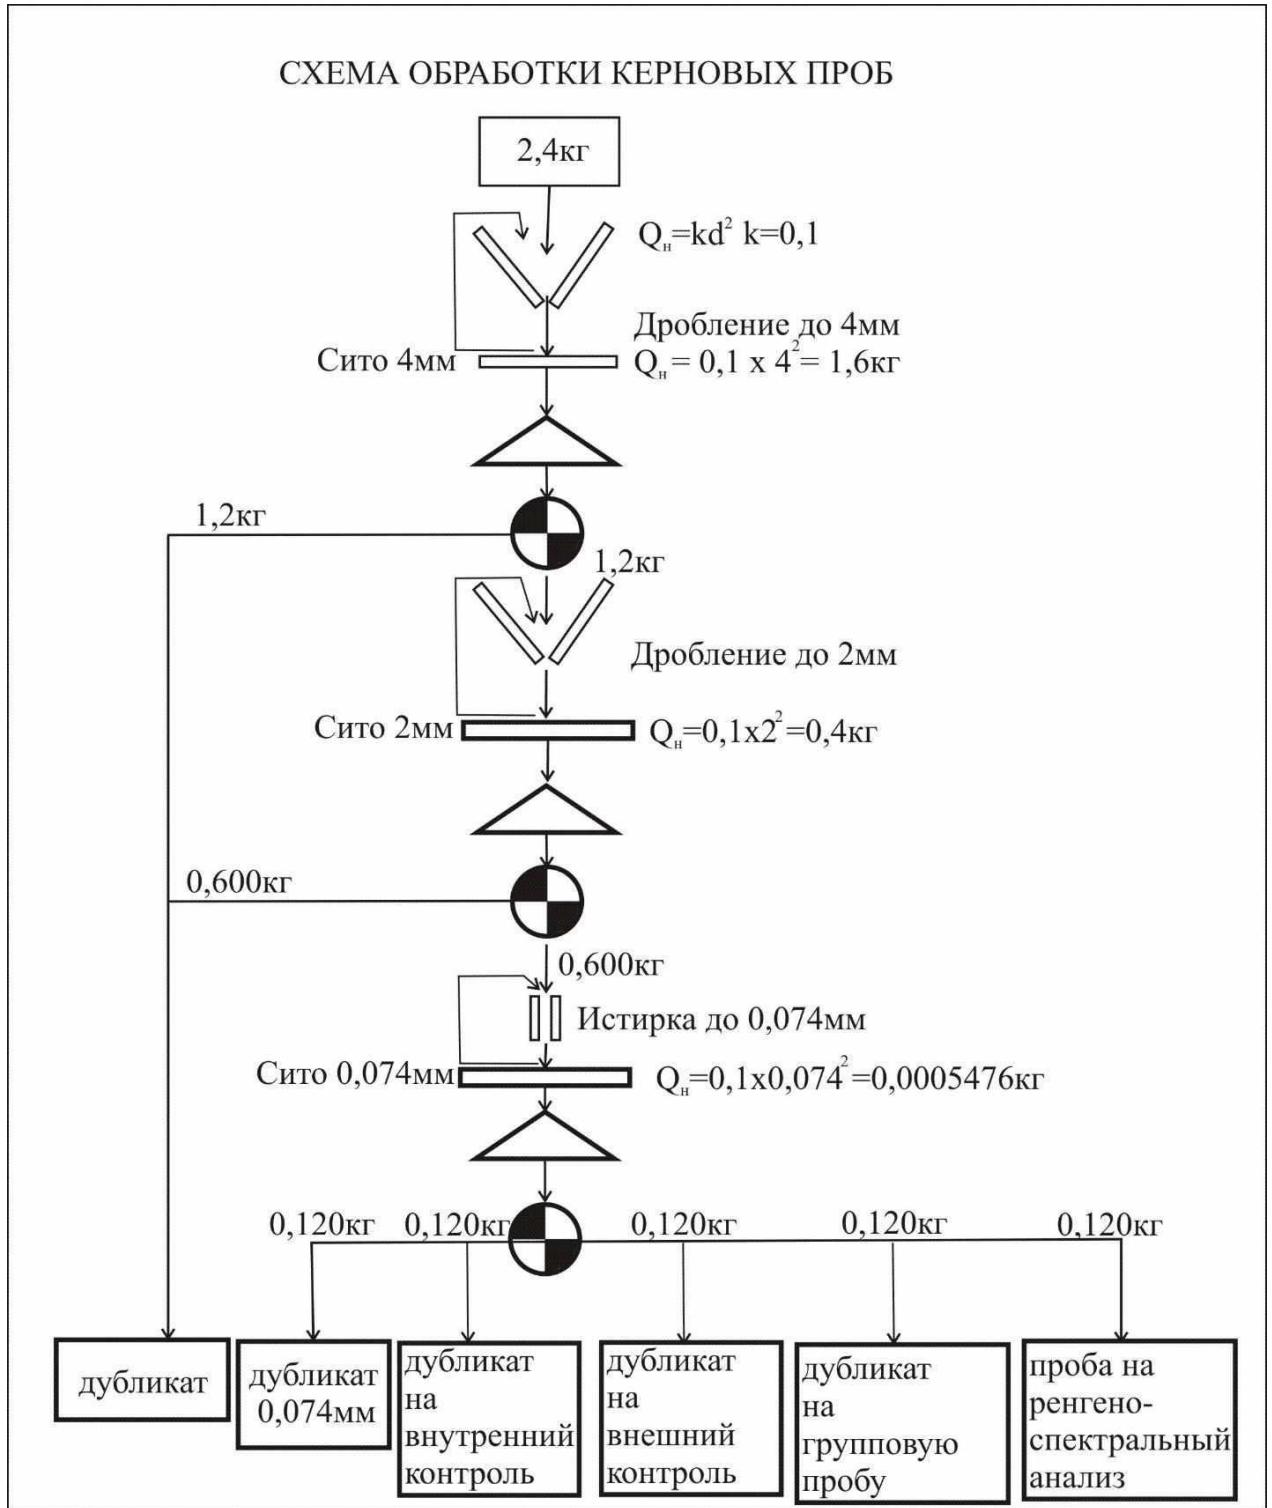 СХЕМА ОБРАБОТКИ КЕРНОВЫХ ПРОБ
2,4кг
Qн=kd² k=0,1
Дробление до 4мм
Сито 4мм
Qн= 0,1 x 4²= 1,6кг
1,2кг
1,2кг
Дробление до 2мм
Сито 2мм
Qн=0,1x2²=0,4кг
0,600кг
0,600кг
Истирка до 0,074мм
Сито 0,074мм
Qн=0,1x0,074²=0,0005476кг
0,120кг
0,120кг
0,120кг
0,120кг
0,120кг
дубликат
дубликат
0,074мм
дубликат
на
внутренний
контроль
дубликат
на
внешний
контроль
дубликат
на
групповую
пробу
проба на
ренгено-
спектральный
анализ